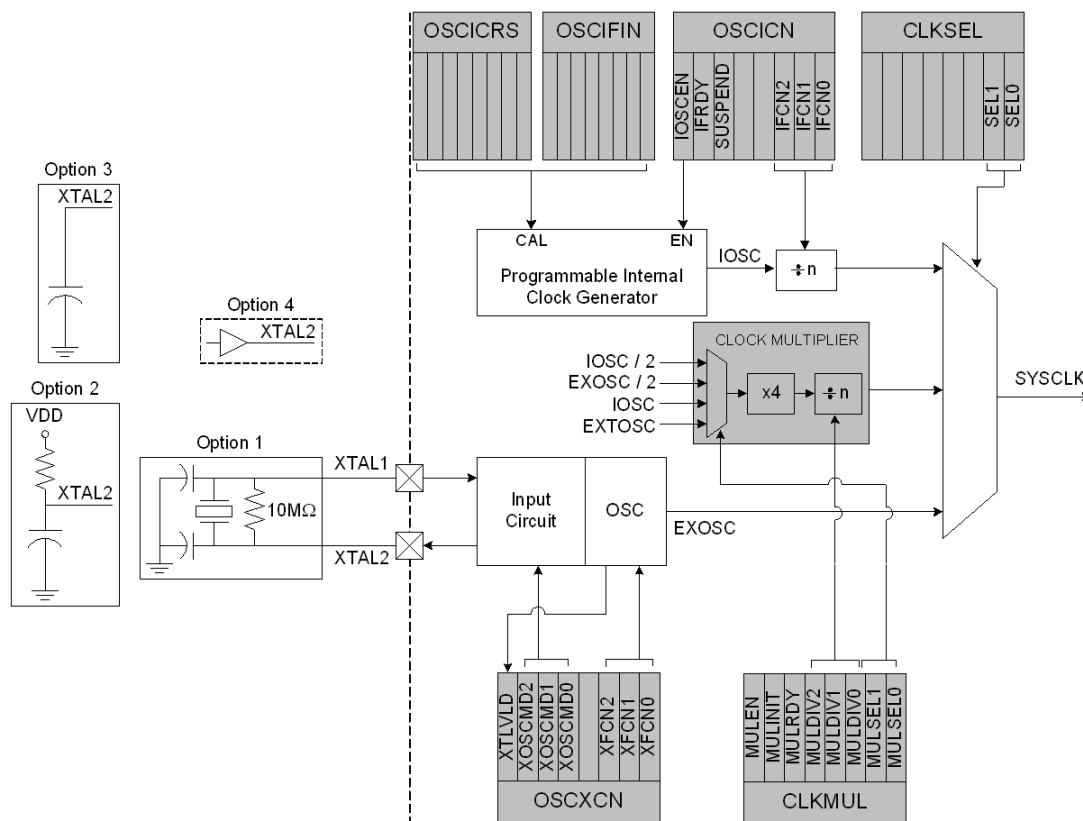 OSCICRS
OSCIFIN
OSCICN
CLKSEL
IOSCEN
IFRDY
SUSPEND
IFCN2
IFCN1
IFCN0
SEL1
SEL0
Option 3
XTAL2
CAL
EN
Programmable Internal
Clock Generator
IOSC
÷ n
Option 4
XTAL2
CLOCK MULTIPLIER
IOSC / 2
EXOSC / 2
IOSC
EXTOSC
x4
÷ n
SYSCLK
Option 2
VDD
XTAL2
Option 1
10MΩ
XTAL1
XTAL2
Input
Circuit
OSC
EXOSC
XTLVLD
XOSCMD2
XOSCMD1
XOSCMD0
XFCN2
XFCN1
XFCN0
OSCXCN
MULEN
MULINIT
MULRDY
MULDIV2
MULDIV1
MULDIV0
MULSEL1
MULSEL0
CLKMUL